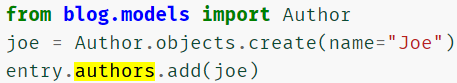 from blog.models import Author
joe = Author.objects.create(name="Joe")
entry.authors.add(joe)